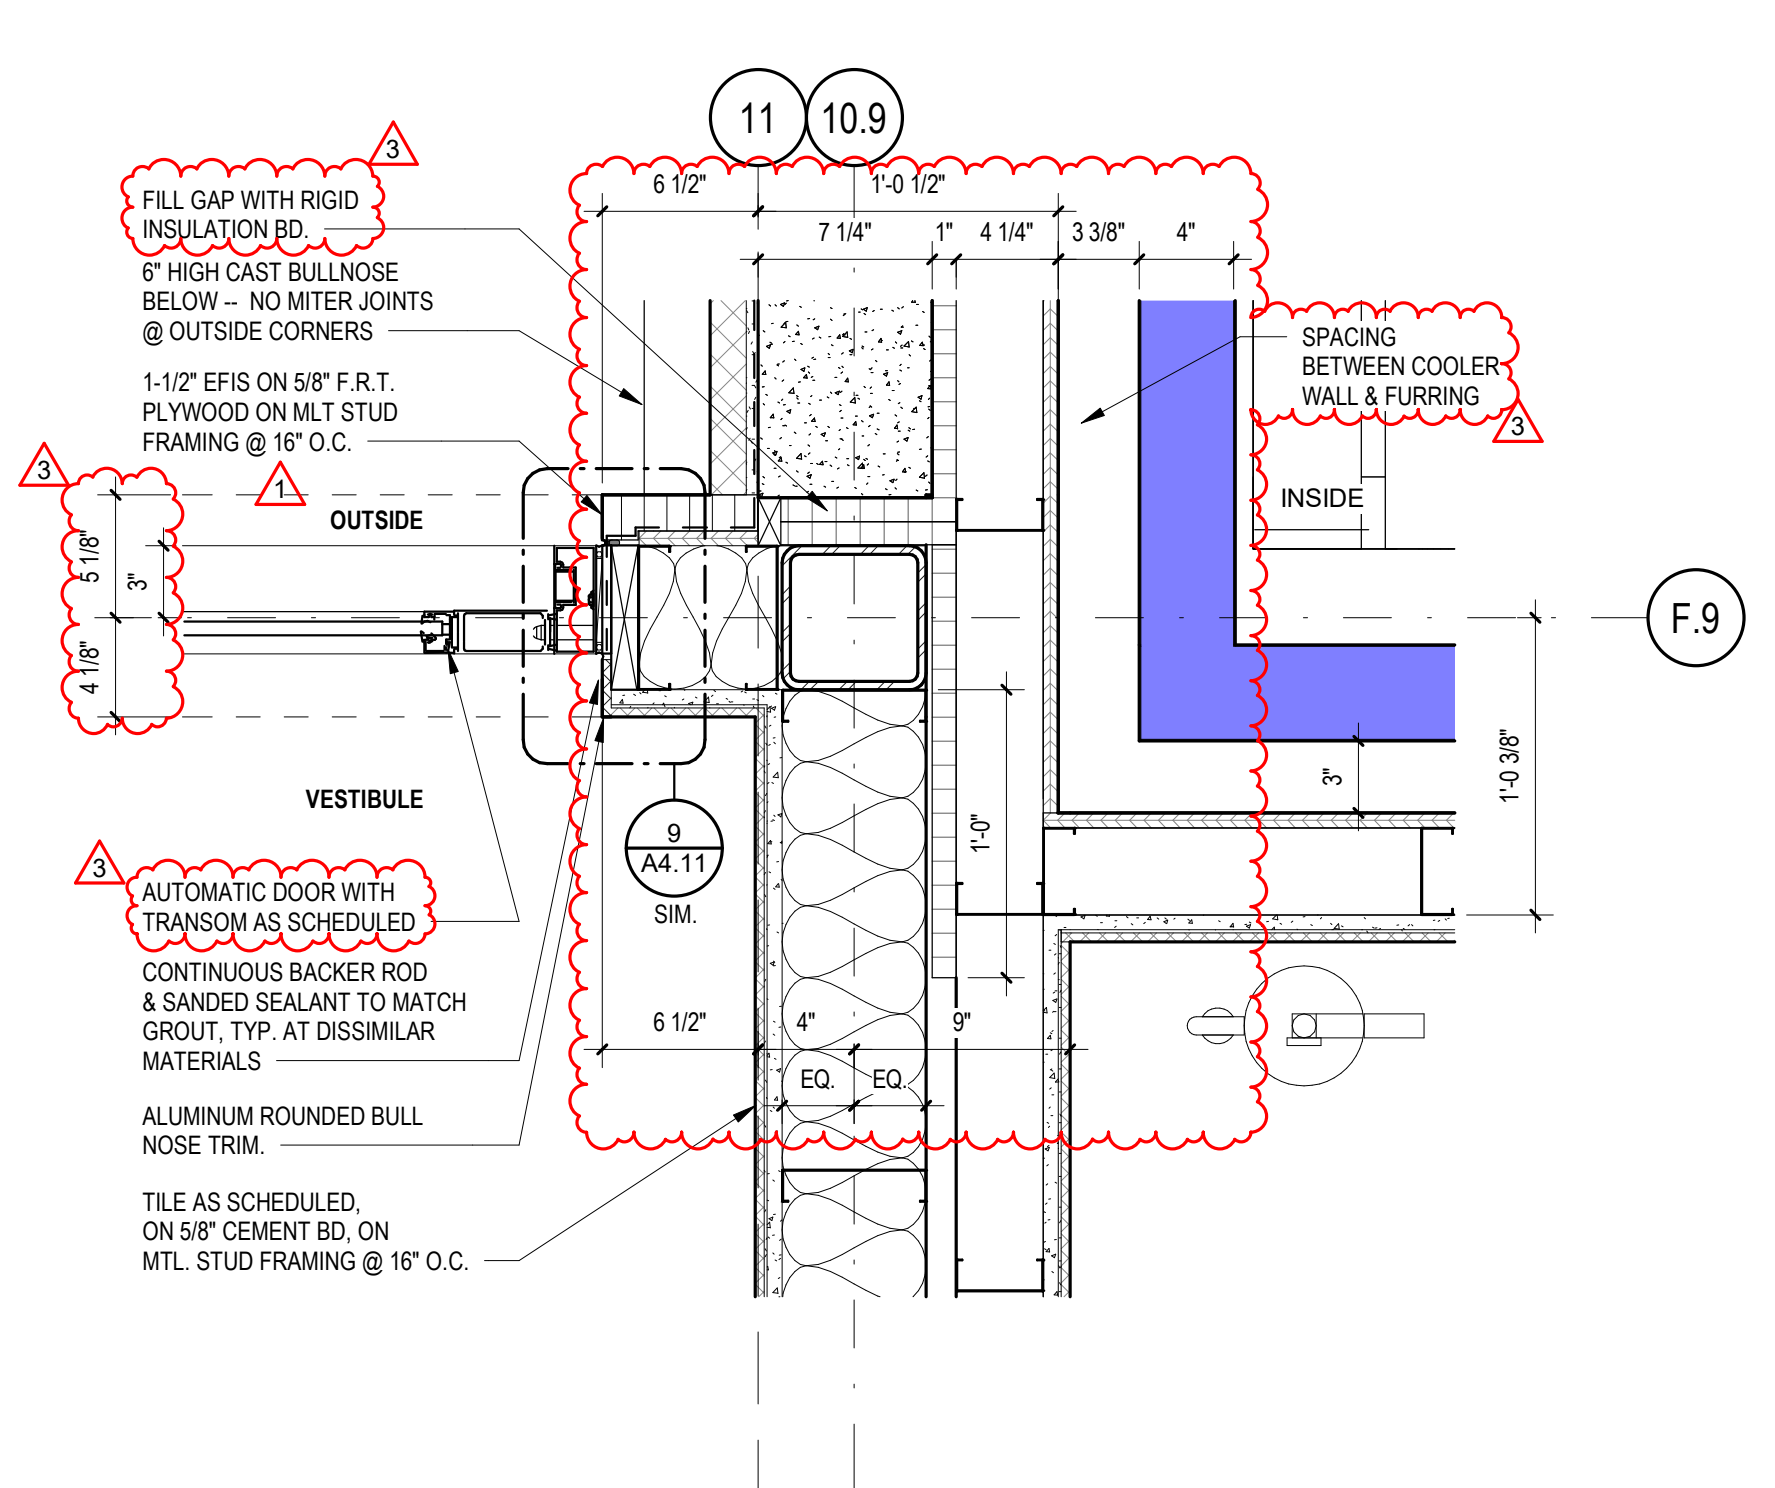 11
10.9
3
6 1/2"
1'-0 1/2"
FILL GAP WITH RIGID
INSULATION BD.
7 1/4"
1"
4 1/4"
3 3/8"
4"
6" HIGH CAST BULLNOSE
BELOW -- NO MITER JOINTS
@ OUTSIDE CORNERS
SPACING
BETWEEN COOLER
WALL & FURRING
3
1-1/2" EFIS ON 5/8" F.R.T.
PLYWOOD ON MLT STUD
FRAMING @ 16" O.C.
3
1
OUTSIDE
INSIDE
5 1/8"
3"
4 1/8"
F.9
VESTIBULE
3"
1'-0 3/8"
1'-0"
9
A4.11
SIM.
3
AUTOMATIC DOOR WITH
TRANSOM AS SCHEDULED
CONTINUOUS BACKER ROD
& SANDED SEALANT TO MATCH
GROUT, TYP. AT DISSIMILAR
MATERIALS
6 1/2"
4"
9"
EQ.
EQ.
ALUMINUM ROUNDED BULL
NOSE TRIM.
TILE AS SCHEDULED,
ON 5/8" CEMENT BD, ON
MTL. STUD FRAMING @ 16" O.C.